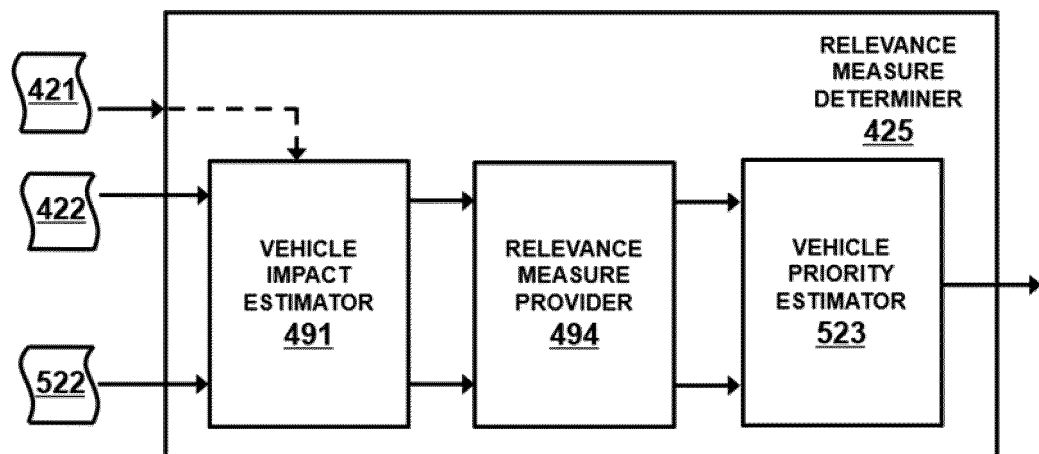 421
422
522
RELEVANCE
MEASURE
DETERMINER
425
VEHICLE
IMPACT
ESTIMATOR
491
RELEVANCE
MEASURE
PROVIDER
494
VEHICLE
PRIORITY
ESTIMATOR
523